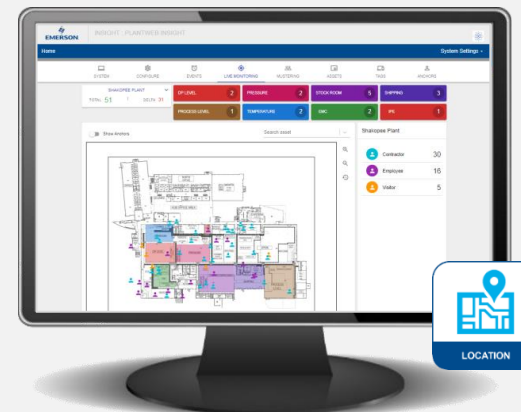 EMERSON
INSIGHT : PLANTWEB INSIGHT
Home
System Settings
SYSTEM
CONFIGURE
EVENTS
LIVE MONITORING
MUSTERING
ASSETS
TAGS
ANCHORS
SHAKOPEE PLANT
TOTAL 51
DELTA 31
DP LEVEL 2
PRESSURE 2
STOCK ROOM 5
SHIPPING 3
PROCESS LEVEL 1
TEMPERATURE 2
EMC 2
1
Show Anchors
Search asset
Shakopee Plant
Contractor 30
Employee 16
Visitor 5
LOCATION